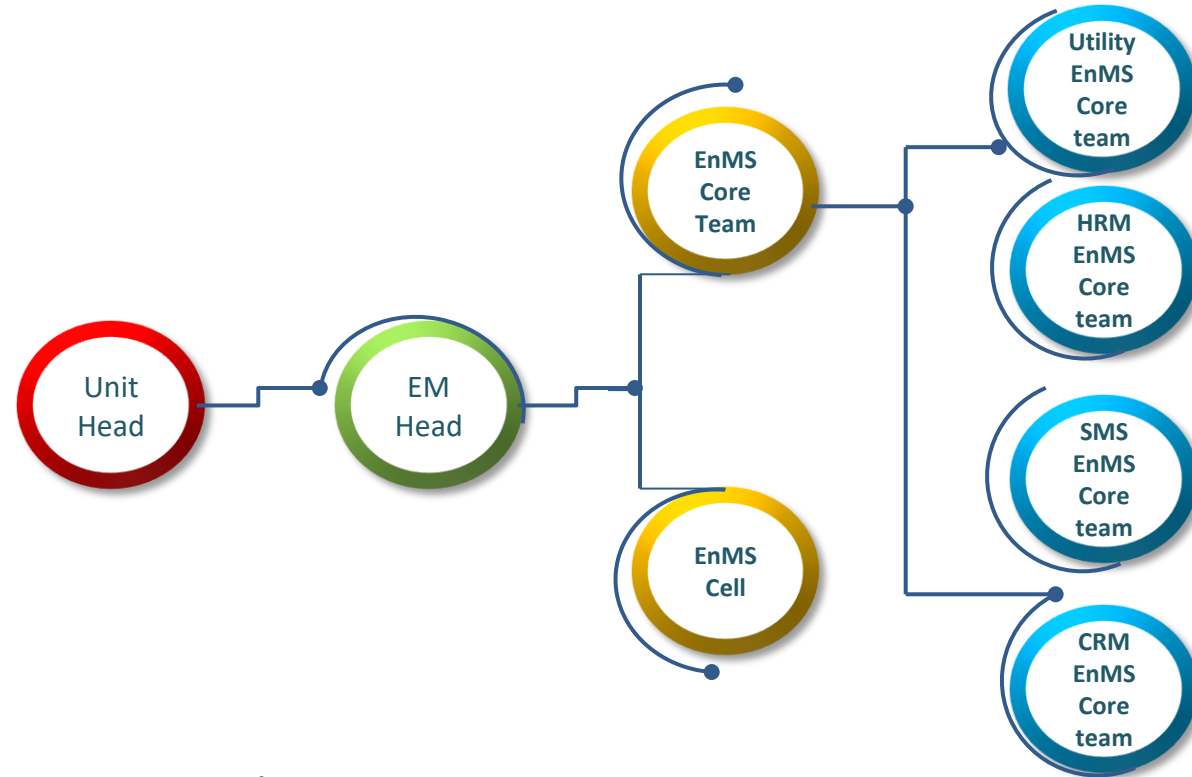 Unit
Head
EM
Head
EnMS
Core
Team
EnMS
Cell
Utility
EnMS
Core
team
HRM
EnMS
Core
team
SMS
EnMS
Core
team
CRM
EnMS
Core
team